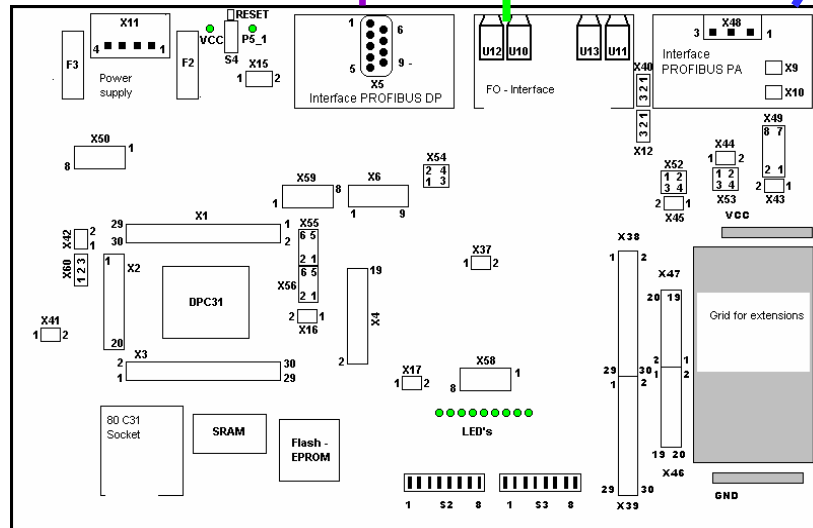 X11
4 1
F3
F2
Power
supply
RESET
VCC P5_1
S4
X15
1 2
1 6
5 9 -
X5
Interface PROFIBUS DP
U12 U10 U13 U11
FO - Interface
X40
3 2 1
3 2 1
X12
X48
3 1
Interface
PROFIBUS PA
X9
X10
X50
8 1
X59
1 8
X6
1 9
X54
2 4
1 3
X52
1 2
3 4
2 1
X45
X44
1 2
1 2
3 4
X53
X49
8 7
2 1
2 1
X43
VCC
X42
2
1
X60
1 2 3
X1
29 1
30 2
X2
1
20
DPC31
X55
6 5
2 1
X56
6 5
2 1
2 1
X16
X4
19
2
X37
1 2
X38
1 2
29 30
1 2
29 30
X39
X47
20 19
2 1
1 2
19 20
X46
Grid for extensions
GND
X41
1 2
X3
2 30
1 29
X17
1 2
X58
8 1
LED's
80 C31
Socket
SRAM
Flash -
EPROM
1 S2 8
1 S3 8